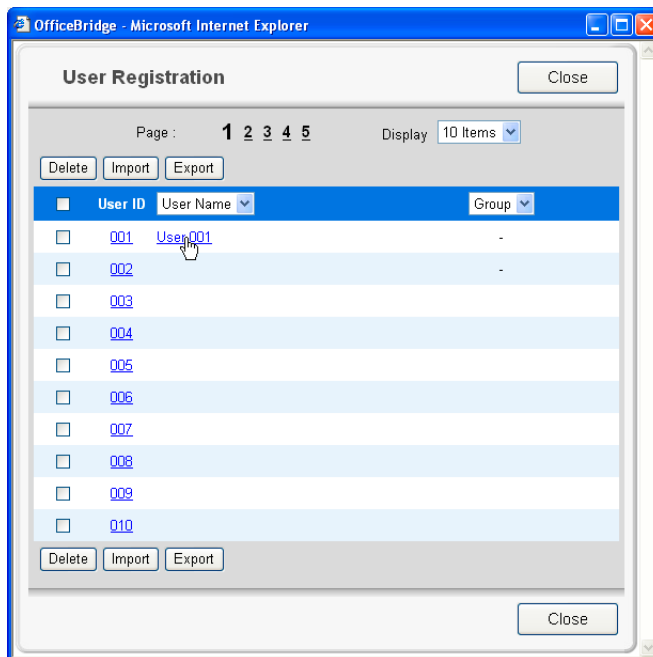 OfficeBridge - Microsoft Internet Explorer
User Registration Close
Page : 1 2 3 4 5 Display 10 Items
Delete Import Export
User ID User Name Group
001 User001 -
002 -
003
004
005
006
007
008
009
010
Delete Import Export
Close